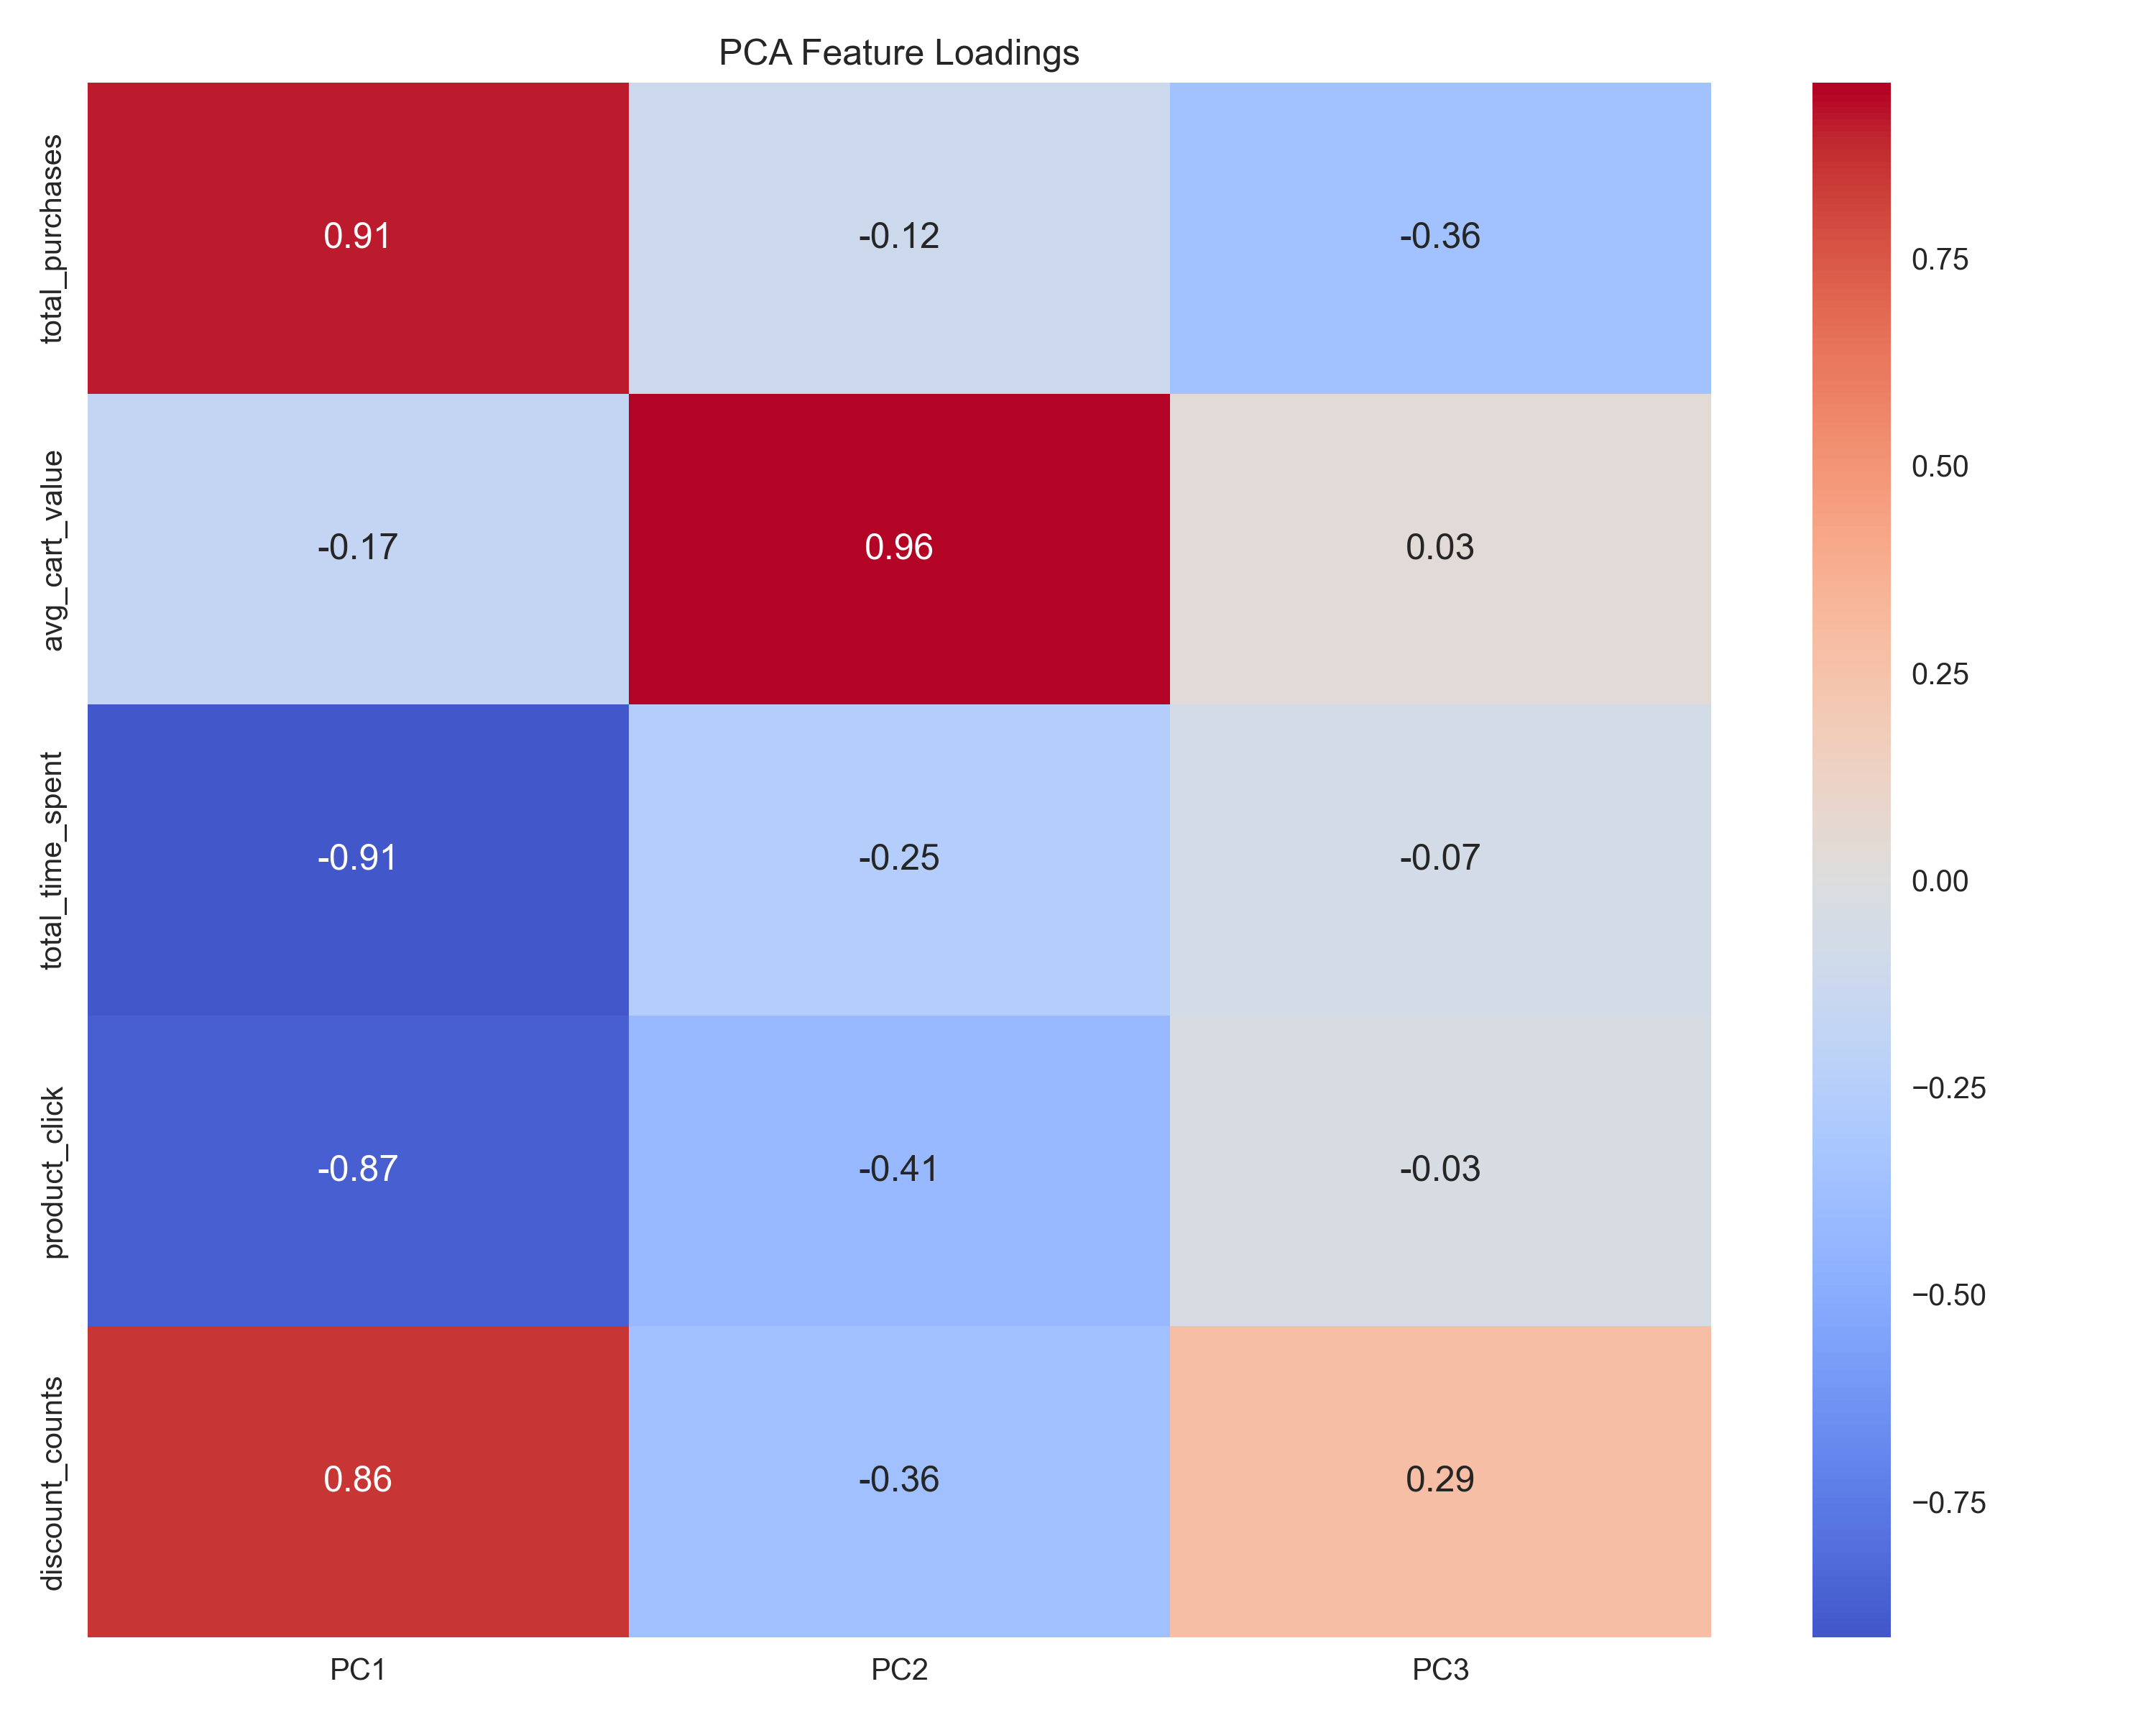 PCA Feature Loadings
total_purchases
0.91
-0.12
-0.36
avg_cart_value
-0.17
0.96
0.03
total_time_spent
-0.91
-0.25
-0.07
product_click
-0.87
-0.41
-0.03
discount_counts
0.86
-0.36
0.29
PC1
PC2
PC3
0.75
0.50
0.25
0.00
−0.25
−0.50
−0.75